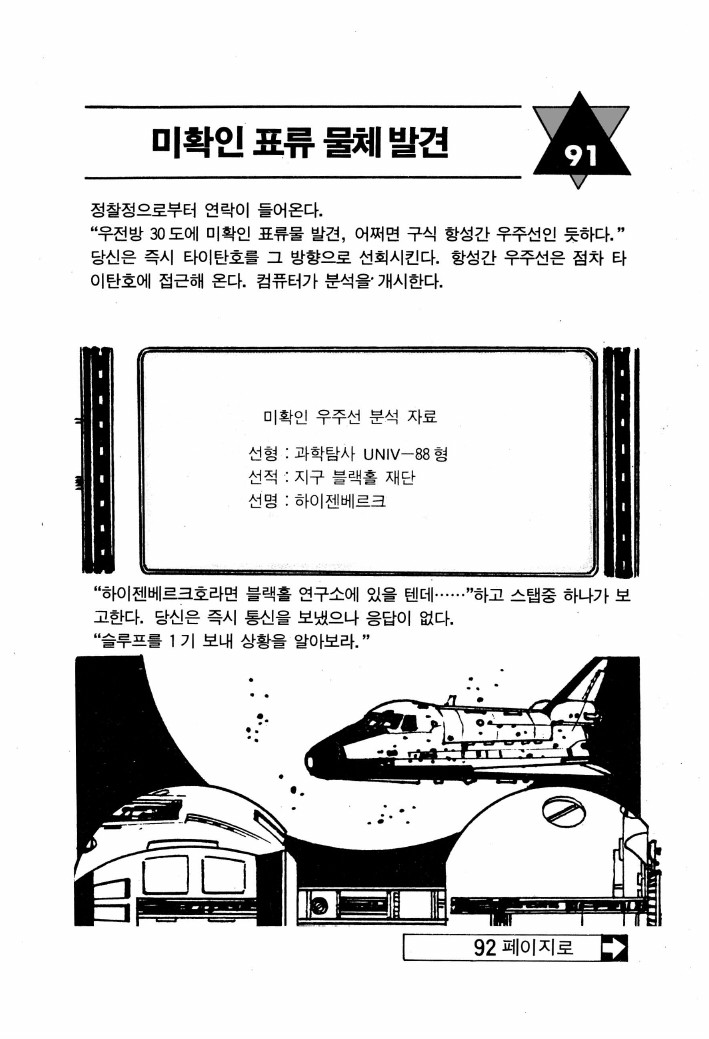 미확인 표류 물체 발견
91
정찰정으로부터 연락이 들어온다.
“우전방 30도에 미확인 표류물 발견, 어쩌면 구식 항성간 우주선인 듯하다.”
당신은 즉시 타이탄호를 그 방향으로 선회시킨다. 항성간 우주선은 점차 타
이탄호에 접근해 온다. 컴퓨터가 분석을 개시한다.
미확인 우주선 분석 자료
선형 : 과학탐사 UNIV-88형
선적 : 지구 블랙홀 재단
선명 : 하이젠베르크
“하이젠베르크호라면 블랙홀 연구소에 있을 텐데……”하고 스탭중 하나가 보
고한다. 당신은 즉시 통신을 보냈으나 응답이 없다.
“슬루프를 1기 보내 상황을 알아보라.”
92 페이지로